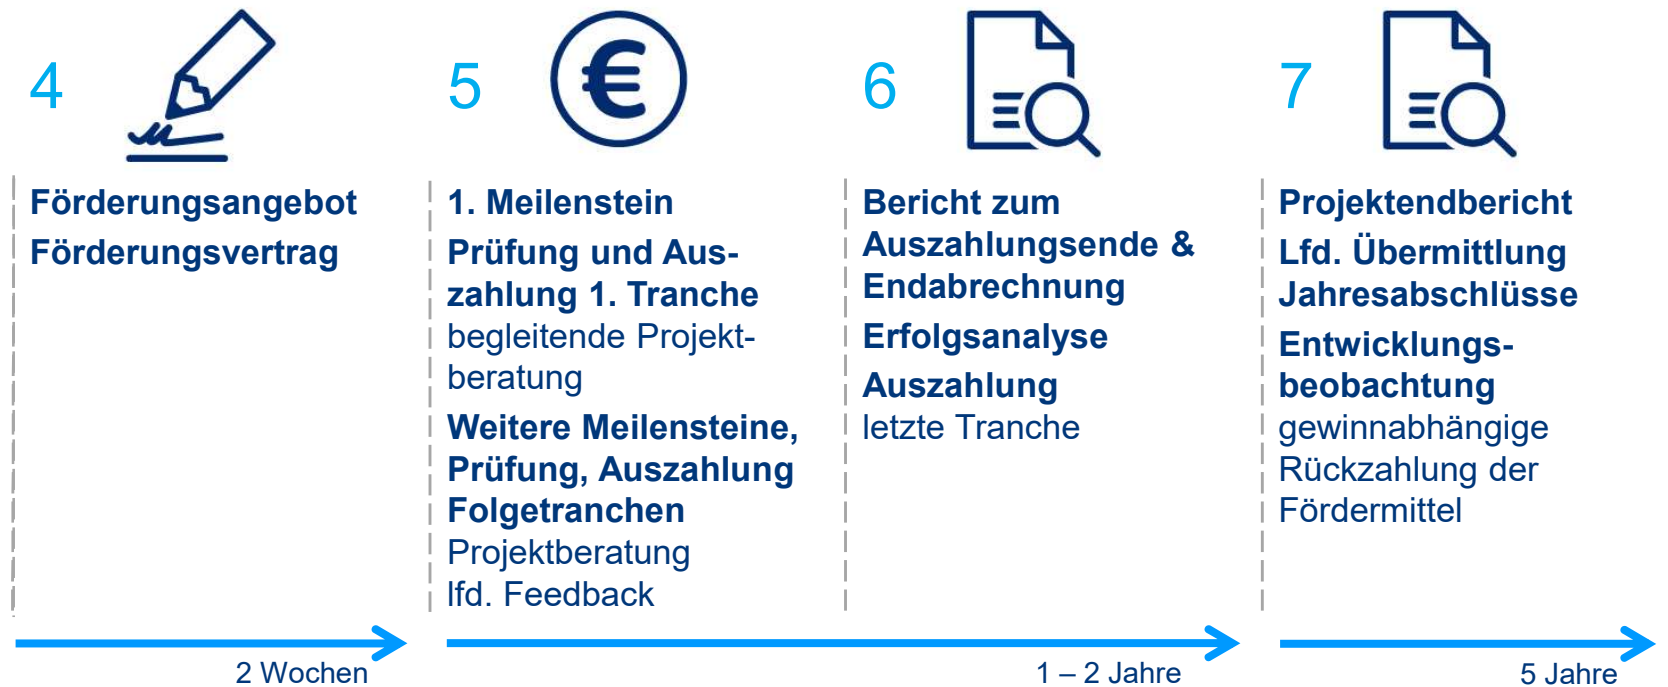 4
Förderungsangebot
Förderungsvertrag
2 Wochen
5
1. Meilenstein
Prüfung und Aus-
zahlung 1. Tranche
begleitende Projekt-
beratung
Weitere Meilensteine,
Prüfung, Auszahlung
Folgetranchen
Projektberatung
lfd. Feedback
6
Bericht zum
Auszahlungsende &
Endabrechnung
Erfolgsanalyse
Auszahlung
letzte Tranche
1 – 2 Jahre
7
Projektendbericht
Lfd. Übermittlung
Jahresabschlüsse
Entwicklungs-
beobachtung
gewinnabhängige
Rückzahlung der
Fördermittel
5 Jahre